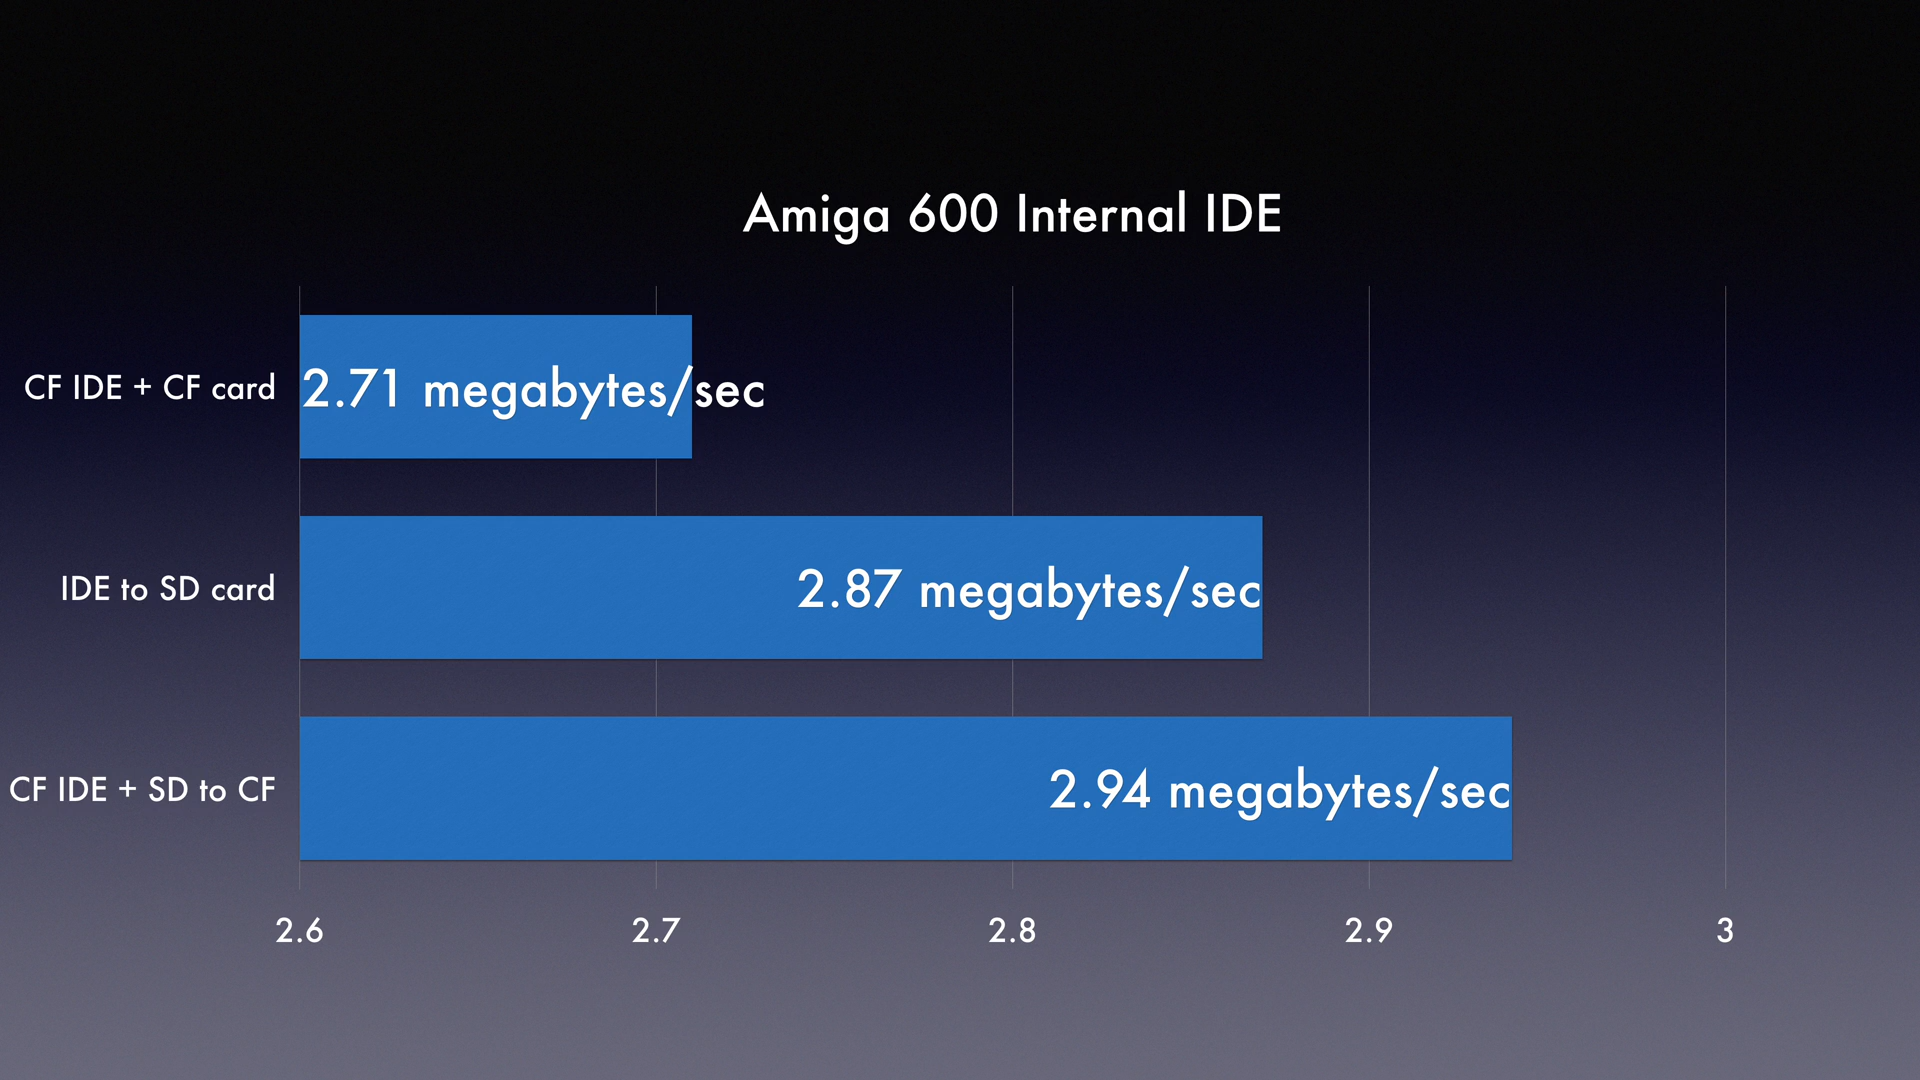 Amiga 600 Internal IDE
CF IDE + CF card
2.71 megabytes/sec
IDE to SD card
2.87 megabytes/sec
CF IDE + SD to CF
2.94 megabytes/sec
2.6
2.7
2.8
2.9
3